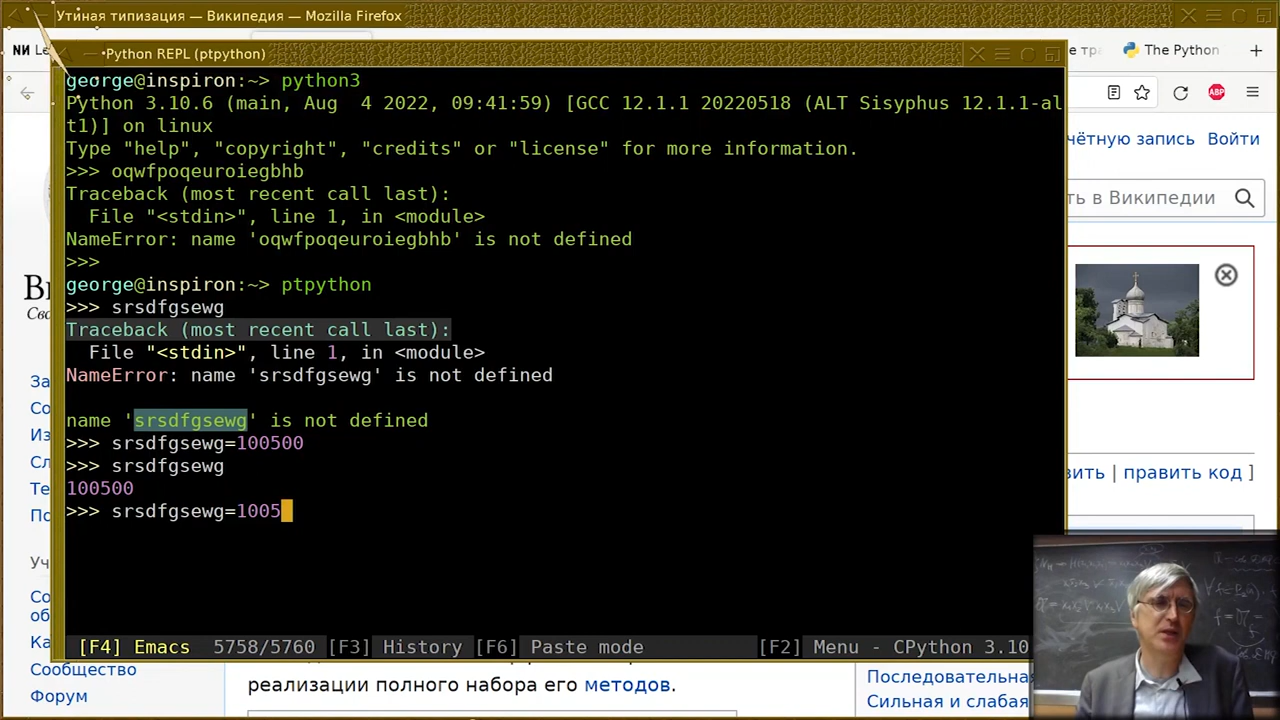 Утиная типизация — Википедия — Mozilla Firefox
Python REPL (ptpython)
The Python
george@inspiron:~> python3
Python 3.10.6 (main, Aug  4 2022, 09:41:59) [GCC 12.1.1 20220518 (ALT Sisyphus 12.1.1-al
t1)] on linux
Type "help", "copyright", "credits" or "license" for more information.
>>> oqwfpoqeuroiegbhb
Traceback (most recent call last):
  File "<stdin>", line 1, in <module>
NameError: name 'oqwfpoqeuroiegbhb' is not defined
>>>
george@inspiron:~> ptpython
>>> srsdfgsewg
Traceback (most recent call last):
  File "<stdin>", line 1, in <module>
NameError: name 'srsdfgsewg' is not defined
name 'srsdfgsewg' is not defined
>>> srsdfgsewg=100500
>>> srsdfgsewg
100500
>>> srsdfgsewg=1005
[F4] Emacs 5758/5760 [F3] History [F6] Paste mode [F2] Menu - CPython 3.10
ABP
чётную запись Войти
ть в Википедии
вить | править код ]
Сообщество
Форум
реализации полного набора его методов.
Последовательная
Сильная и слабая